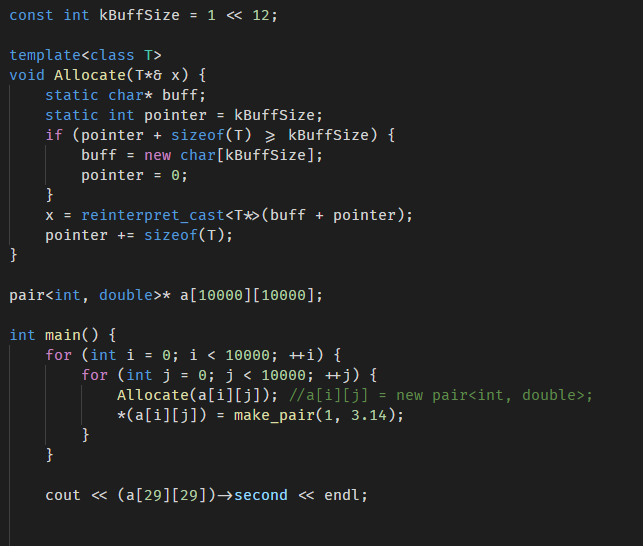 const int kBuffSize = 1 << 12;

template<class T>
void Allocate(T*& x) {
    static char* buff;
    static int pointer = kBuffSize;
    if (pointer + sizeof(T) >= kBuffSize) {
        buff = new char[kBuffSize];
        pointer = 0;
    }
    x = reinterpret_cast<T*>(buff + pointer);
    pointer += sizeof(T);
}

pair<int, double>* a[10000][10000];

int main() {
    for (int i = 0; i < 10000; ++i) {
        for (int j = 0; j < 10000; ++j) {
            Allocate(a[i][j]); //a[i][j] = new pair<int, double>;
            *(a[i][j]) = make_pair(1, 3.14);
        }
    }

    cout << (a[29][29])->second << endl;